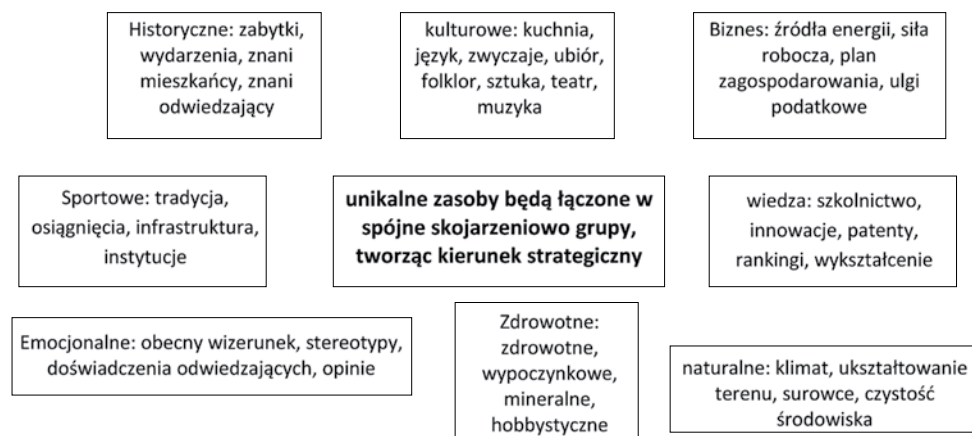 Historyczne: zabytki,
wydarzenia, znani
mieszkańcy, znani
odwiedzający
kulturowe: kuchnia,
język, zwyczaje, ubiór,
folklor, sztuka, teatr,
muzyka
Biznes: źródła energii, siła
robocza, plan
zagospodarowania, ulgi
podatkowe
Sportowe: tradycja,
osiągnięcia, infrastruktura,
instytucje
unikalne zasoby będą łączone w
spójne skojarzeniowo grupy,
tworząc kierunek strategiczny
wiedza: szkolnictwo,
innowacje, patenty,
rankingi, wykształcenie
Emocjonalne: obecny wizerunek, stereotypy,
doświadczenia odwiedzających, opinie
Zdrowotne:
zdrowotne,
wypoczynkowe,
mineralne,
hobbystyczne
naturalne: klimat, ukształtowanie
terenu, surowce, czystość
środowiska